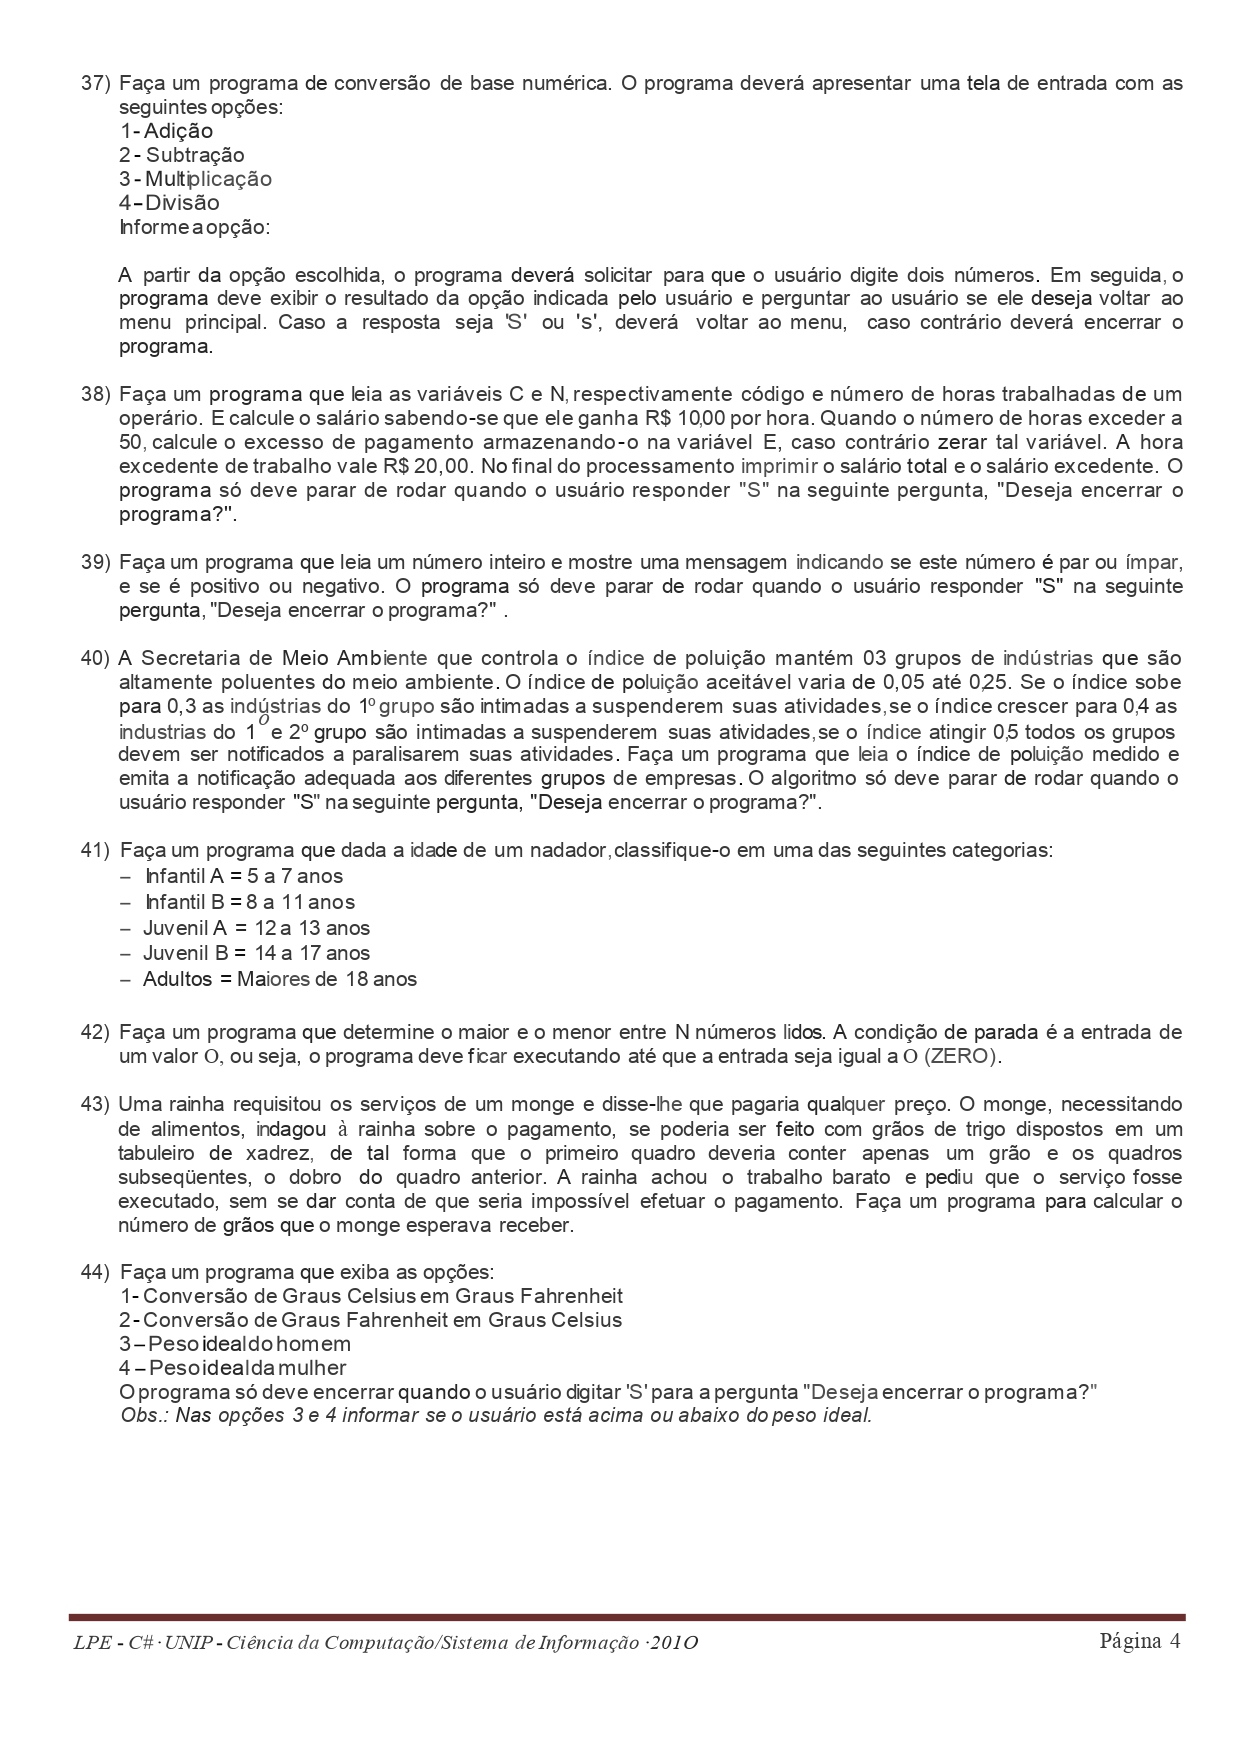 37) Faça um programa de conversão de base numérica. O programa deverá apresentar uma tela de entrada com as
seguintes opções:
1- Adição
2 - Subtração
3 - Multiplicação
4 – Divisão
Informe a opção:
A partir da opção escolhida, o programa deverá solicitar para que o usuário digite dois números. Em seguida, o
programa deve exibir o resultado da opção indicada pelo usuário e perguntar ao usuário se ele deseja voltar ao
menu principal. Caso a resposta seja 'S' ou 's', deverá voltar ao menu, caso contrário deverá encerrar o
programa.
38) Faça um programa que leia as variáveis C e N, respectivamente código e número de horas trabalhadas de um
operário. E calcule o salário sabendo-se que ele ganha R$ 10,00 por hora. Quando o número de horas exceder a
50, calcule o excesso de pagamento armazenando-o na variável E, caso contrário zerar tal variável. A hora
excedente de trabalho vale R$ 20,00. No final do processamento imprimir o salário total e o salário excedente. O
programa só deve parar de rodar quando o usuário responder "S" na seguinte pergunta, "Deseja encerrar o
programa?".
39) Faça um programa que leia um número inteiro e mostre uma mensagem indicando se este número é par ou ímpar,
e se é positivo ou negativo. O programa só deve parar de rodar quando o usuário responder "S" na seguinte
pergunta, "Deseja encerrar o programa?" .
40) A Secretaria de Meio Ambiente que controla o índice de poluição mantém 03 grupos de indústrias que são
altamente poluentes do meio ambiente. O índice de poluição aceitável varia de 0,05 até 0,25. Se o índice sobe
para 0,3 as indústrias do 1º grupo são intimadas a suspenderem suas atividades, se o índice crescer para 0,4 as
industrias do 1O e 2º grupo são intimadas a suspenderem suas atividades, se o índice atingir 0,5 todos os grupos
devem ser notificados a paralisarem suas atividades. Faça um programa que leia o índice de poluição medido e
emita a notificação adequada aos diferentes grupos de empresas. O algoritmo só deve parar de rodar quando o
usuário responder "S" na seguinte pergunta, "Deseja encerrar o programa?".
41) Faça um programa que dada a idade de um nadador, classifique-o em uma das seguintes categorias:
– Infantil A = 5 a 7 anos
– Infantil B = 8 a 11 anos
– Juvenil A = 12 a 13 anos
– Juvenil B = 14 a 17 anos
– Adultos = Maiores de 18 anos
42) Faça um programa que determine o maior e o menor entre N números lidos. A condição de parada é a entrada de
um valor O, ou seja, o programa deve ficar executando até que a entrada seja igual a O (ZERO).
43) Uma rainha requisitou os serviços de um monge e disse-lhe que pagaria qualquer preço. O monge, necessitando
de alimentos, indagou à rainha sobre o pagamento, se poderia ser feito com grãos de trigo dispostos em um
tabuleiro de xadrez, de tal forma que o primeiro quadro deveria conter apenas um grão e os quadros
subseqüentes, o dobro do quadro anterior. A rainha achou o trabalho barato e pediu que o serviço fosse
executado, sem se dar conta de que seria impossível efetuar o pagamento. Faça um programa para calcular o
número de grãos que o monge esperava receber.
44) Faça um programa que exiba as opções:
1- Conversão de Graus Celsius em Graus Fahrenheit
2 - Conversão de Graus Fahrenheit em Graus Celsius
3 – Peso ideal do homem
4 – Peso ideal da mulher
O programa só deve encerrar quando o usuário digitar 'S' para a pergunta "Deseja encerrar o programa?"
Obs.: Nas opções 3 e 4 informar se o usuário está acima ou abaixo do peso ideal.
LPE - C# · UNIP - Ciência da Computação/Sistema de Informação ·201O
Página 4